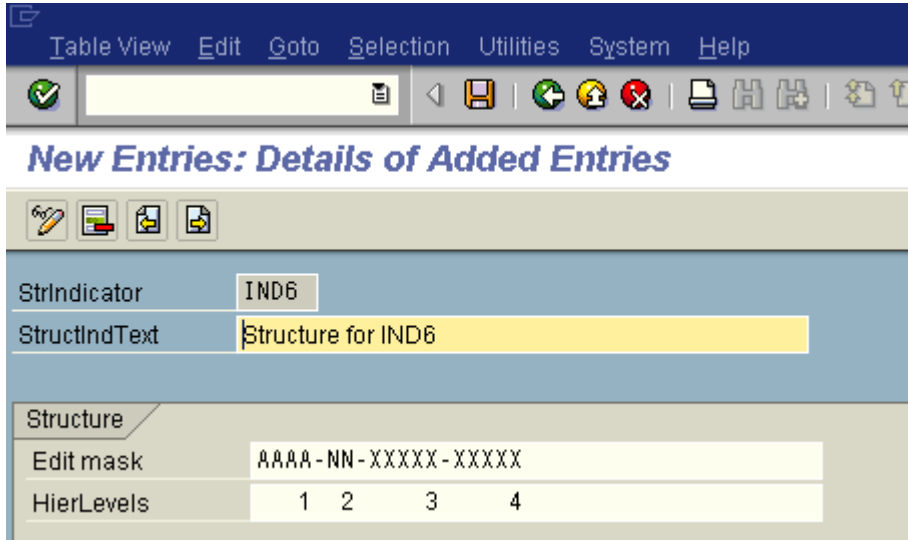 Table View Edit Goto Selection Utilities System Help
New Entries: Details of Added Entries
StrIndicator IND6
StructIndText Structure for IND6
Structure
Edit mask AAAA-NN-XXXXX-XXXXX
HierLevels 1 2 3 4